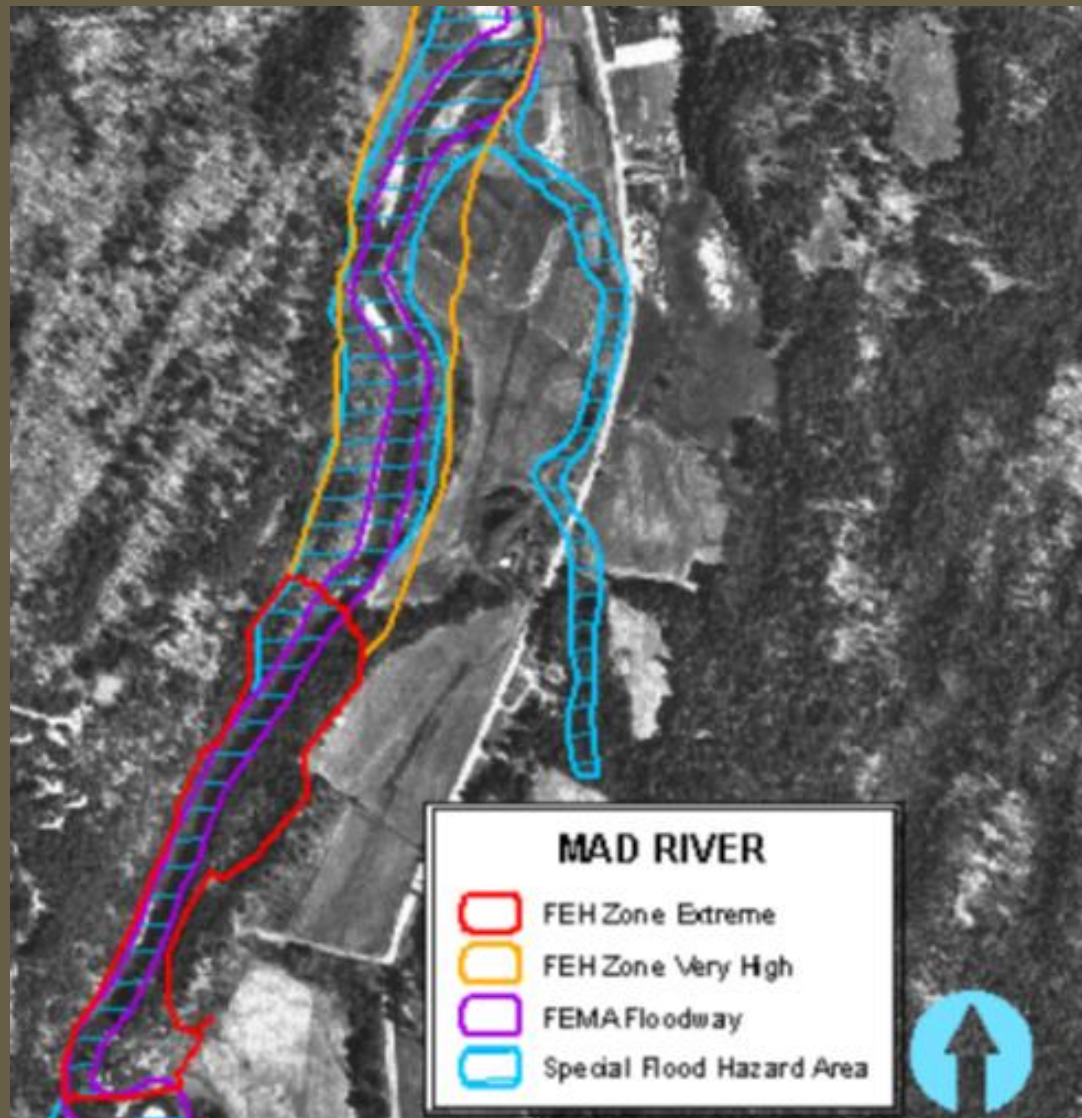 MAD RIVER
FEH Zone Extreme
FEH Zone Very High
FEMA Floodway
Special Flood Hazard Area